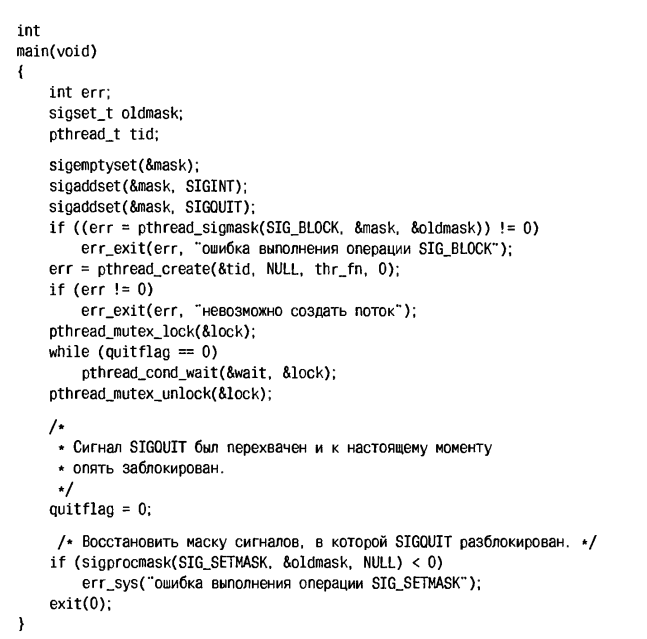 int
main(void)
{
    int err;
    sigset_t oldmask;
    pthread_t tid;
    sigemptyset(&mask);
    sigaddset(&mask, SIGINT);
    sigaddset(&mask, SIGQUIT);
    if ((err = pthread_sigmask(SIG_BLOCK, &mask, &oldmask)) != 0)
        err_exit(err, "ошибка выполнения операции SIG_BLOCK");
    err = pthread_create(&tid, NULL, thr_fn, 0);
    if (err != 0)
        err_exit(err, "невозможно создать поток");
    pthread_mutex_lock(&lock);
    while (quitflag == 0)
        pthread_cond_wait(&wait, &lock);
    pthread_mutex_unlock(&lock);
    /*
     * Сигнал SIGQUIT был перехвачен и к настоящему моменту
     * опять заблокирован.
     */
    quitflag = 0;
     /* Восстановить маску сигналов, в которой SIGQUIT разблокирован. */
    if (sigprocmask(SIG_SETMASK, &oldmask, NULL) < 0)
        err_sys("ошибка выполнения операции SIG_SETMASK");
    exit(0);
}